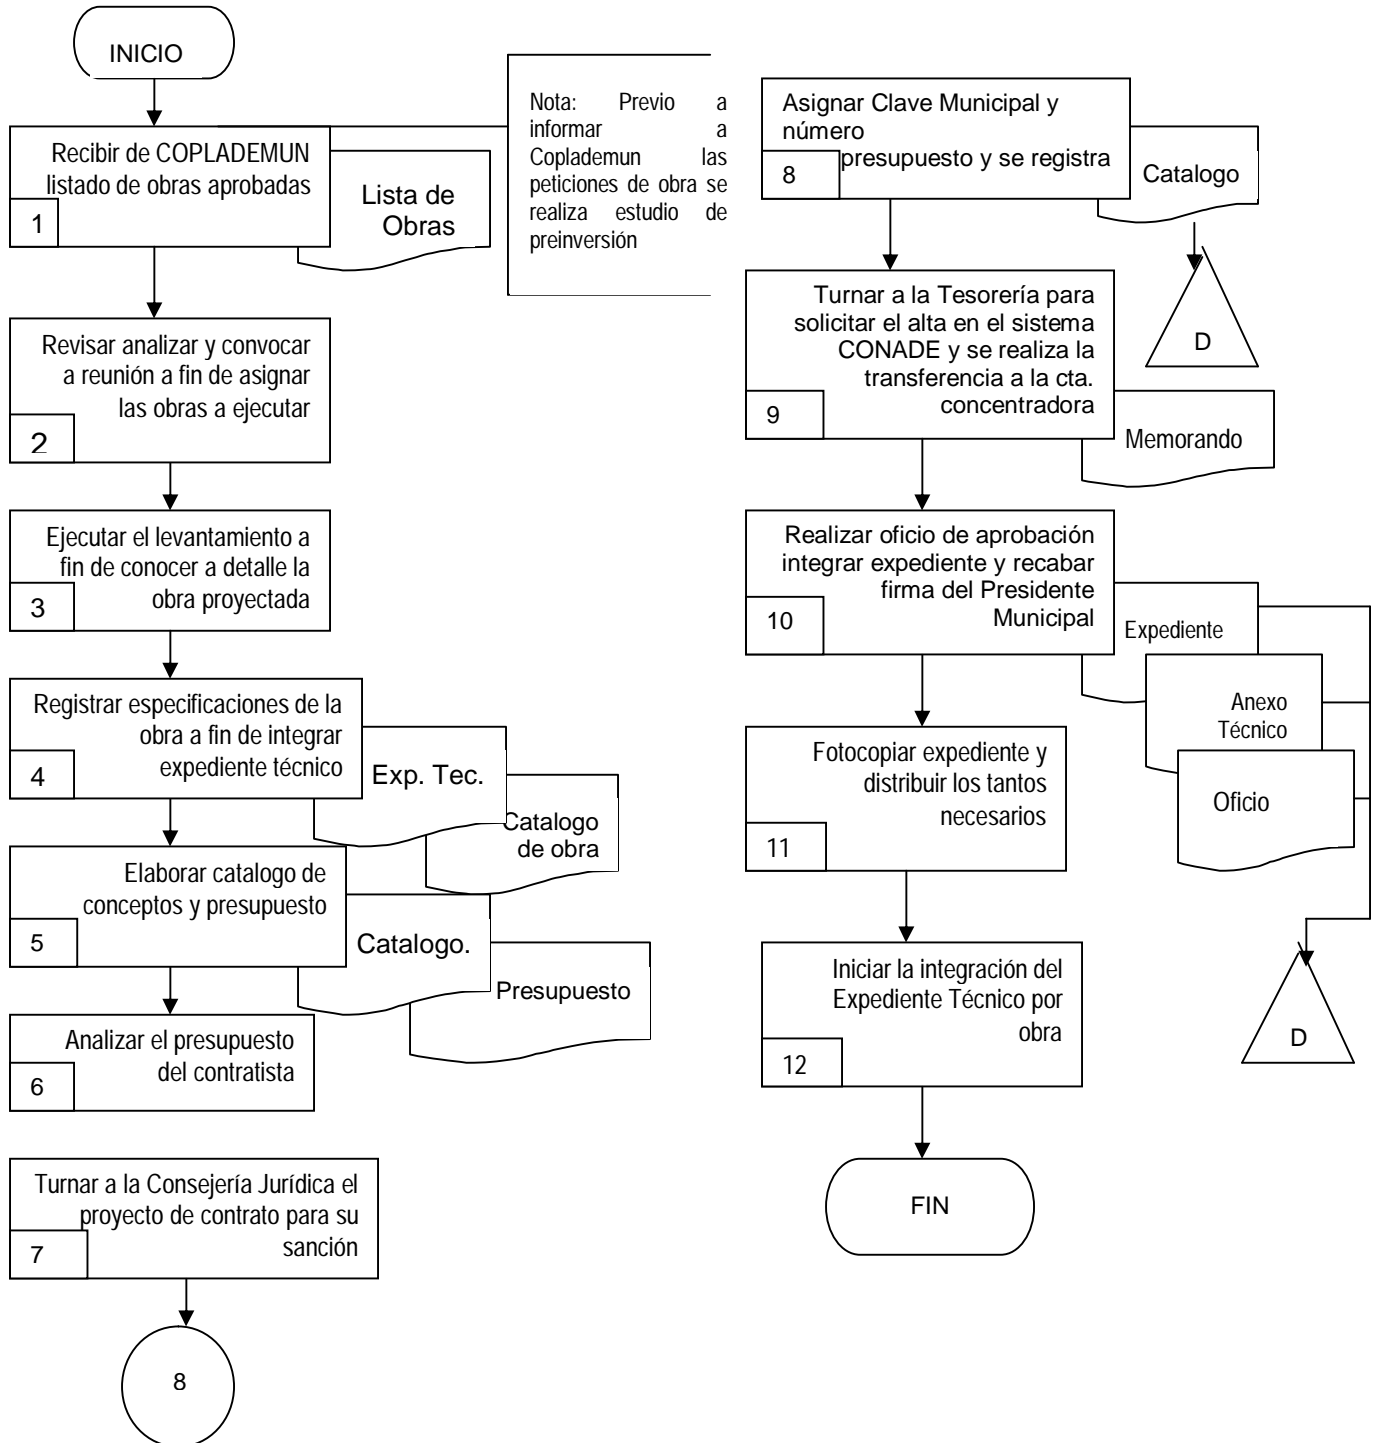 INICIO
Recibir de COPLADEMUN
listado de obras aprobadas
1
Lista de
Obras
Nota: Previo a
informar a
Coplademun las
peticiones de obra se
realiza estudio de
preinversión
Revisar analizar y convocar
a reunión a fin de asignar
las obras a ejecutar
2
Ejecutar el levantamiento a
fin de conocer a detalle la
obra proyectada
3
Registrar especificaciones de la
obra a fin de integrar
expediente técnico
4
Exp. Tec.
Catalogo
de obra
Elaborar catalogo de
conceptos y presupuesto
5
Catalogo.
Presupuesto
Analizar el presupuesto
del contratista
6
Turnar a la Consejería Jurídica el
proyecto de contrato para su
sanción
7
8
Asignar Clave Municipal y
número
presupuesto y se registra
8
Catalogo
D
Turnar a la Tesorería para
solicitar el alta en el sistema
CONADE y se realiza la
transferencia a la cta.
concentradora
9
Memorando
Realizar oficio de aprobación
integrar expediente y recabar
firma del Presidente
Municipal
10
Expediente
Anexo
Técnico
Oficio
Fotocopiar expediente y
distribuir los tantos
necesarios
11
Iniciar la integración del
Expediente Técnico por
obra
12
D
FIN